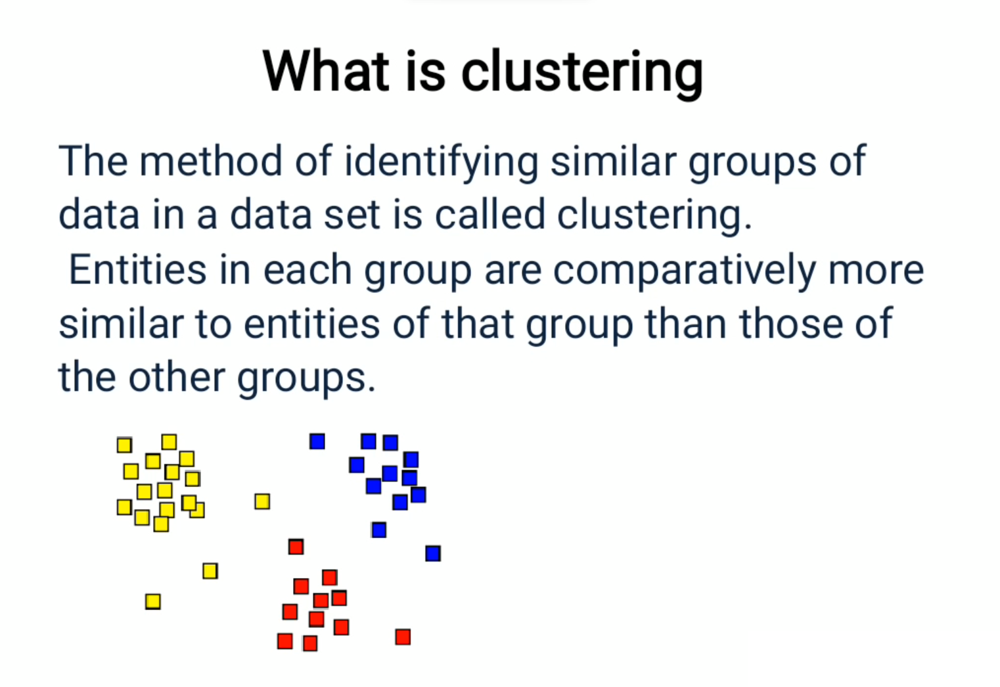 What is clustering
The method of identifying similar groups of
data in a data set is called clustering.
Entities in each group are comparatively more
similar to entities of that group than those of
the other groups.